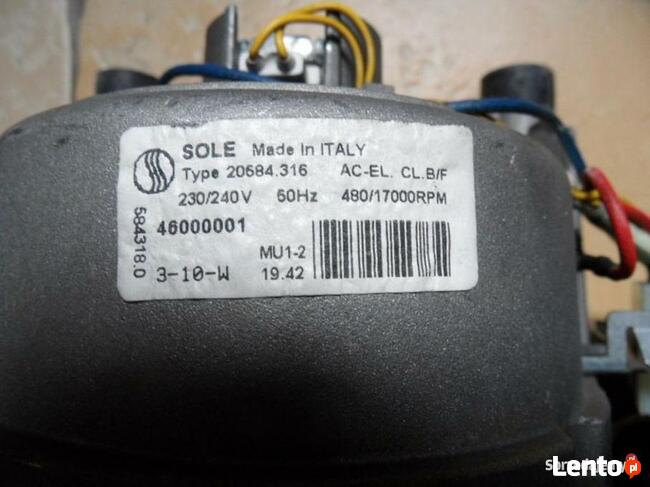 SOLE Made In ITALY
Type 20584.316 AC-EL. CL.B/F
230/240V 50Hz 480/17000RPM
46000001
584318.0
MU1-2
3-10-W 19.42
Lento.pl